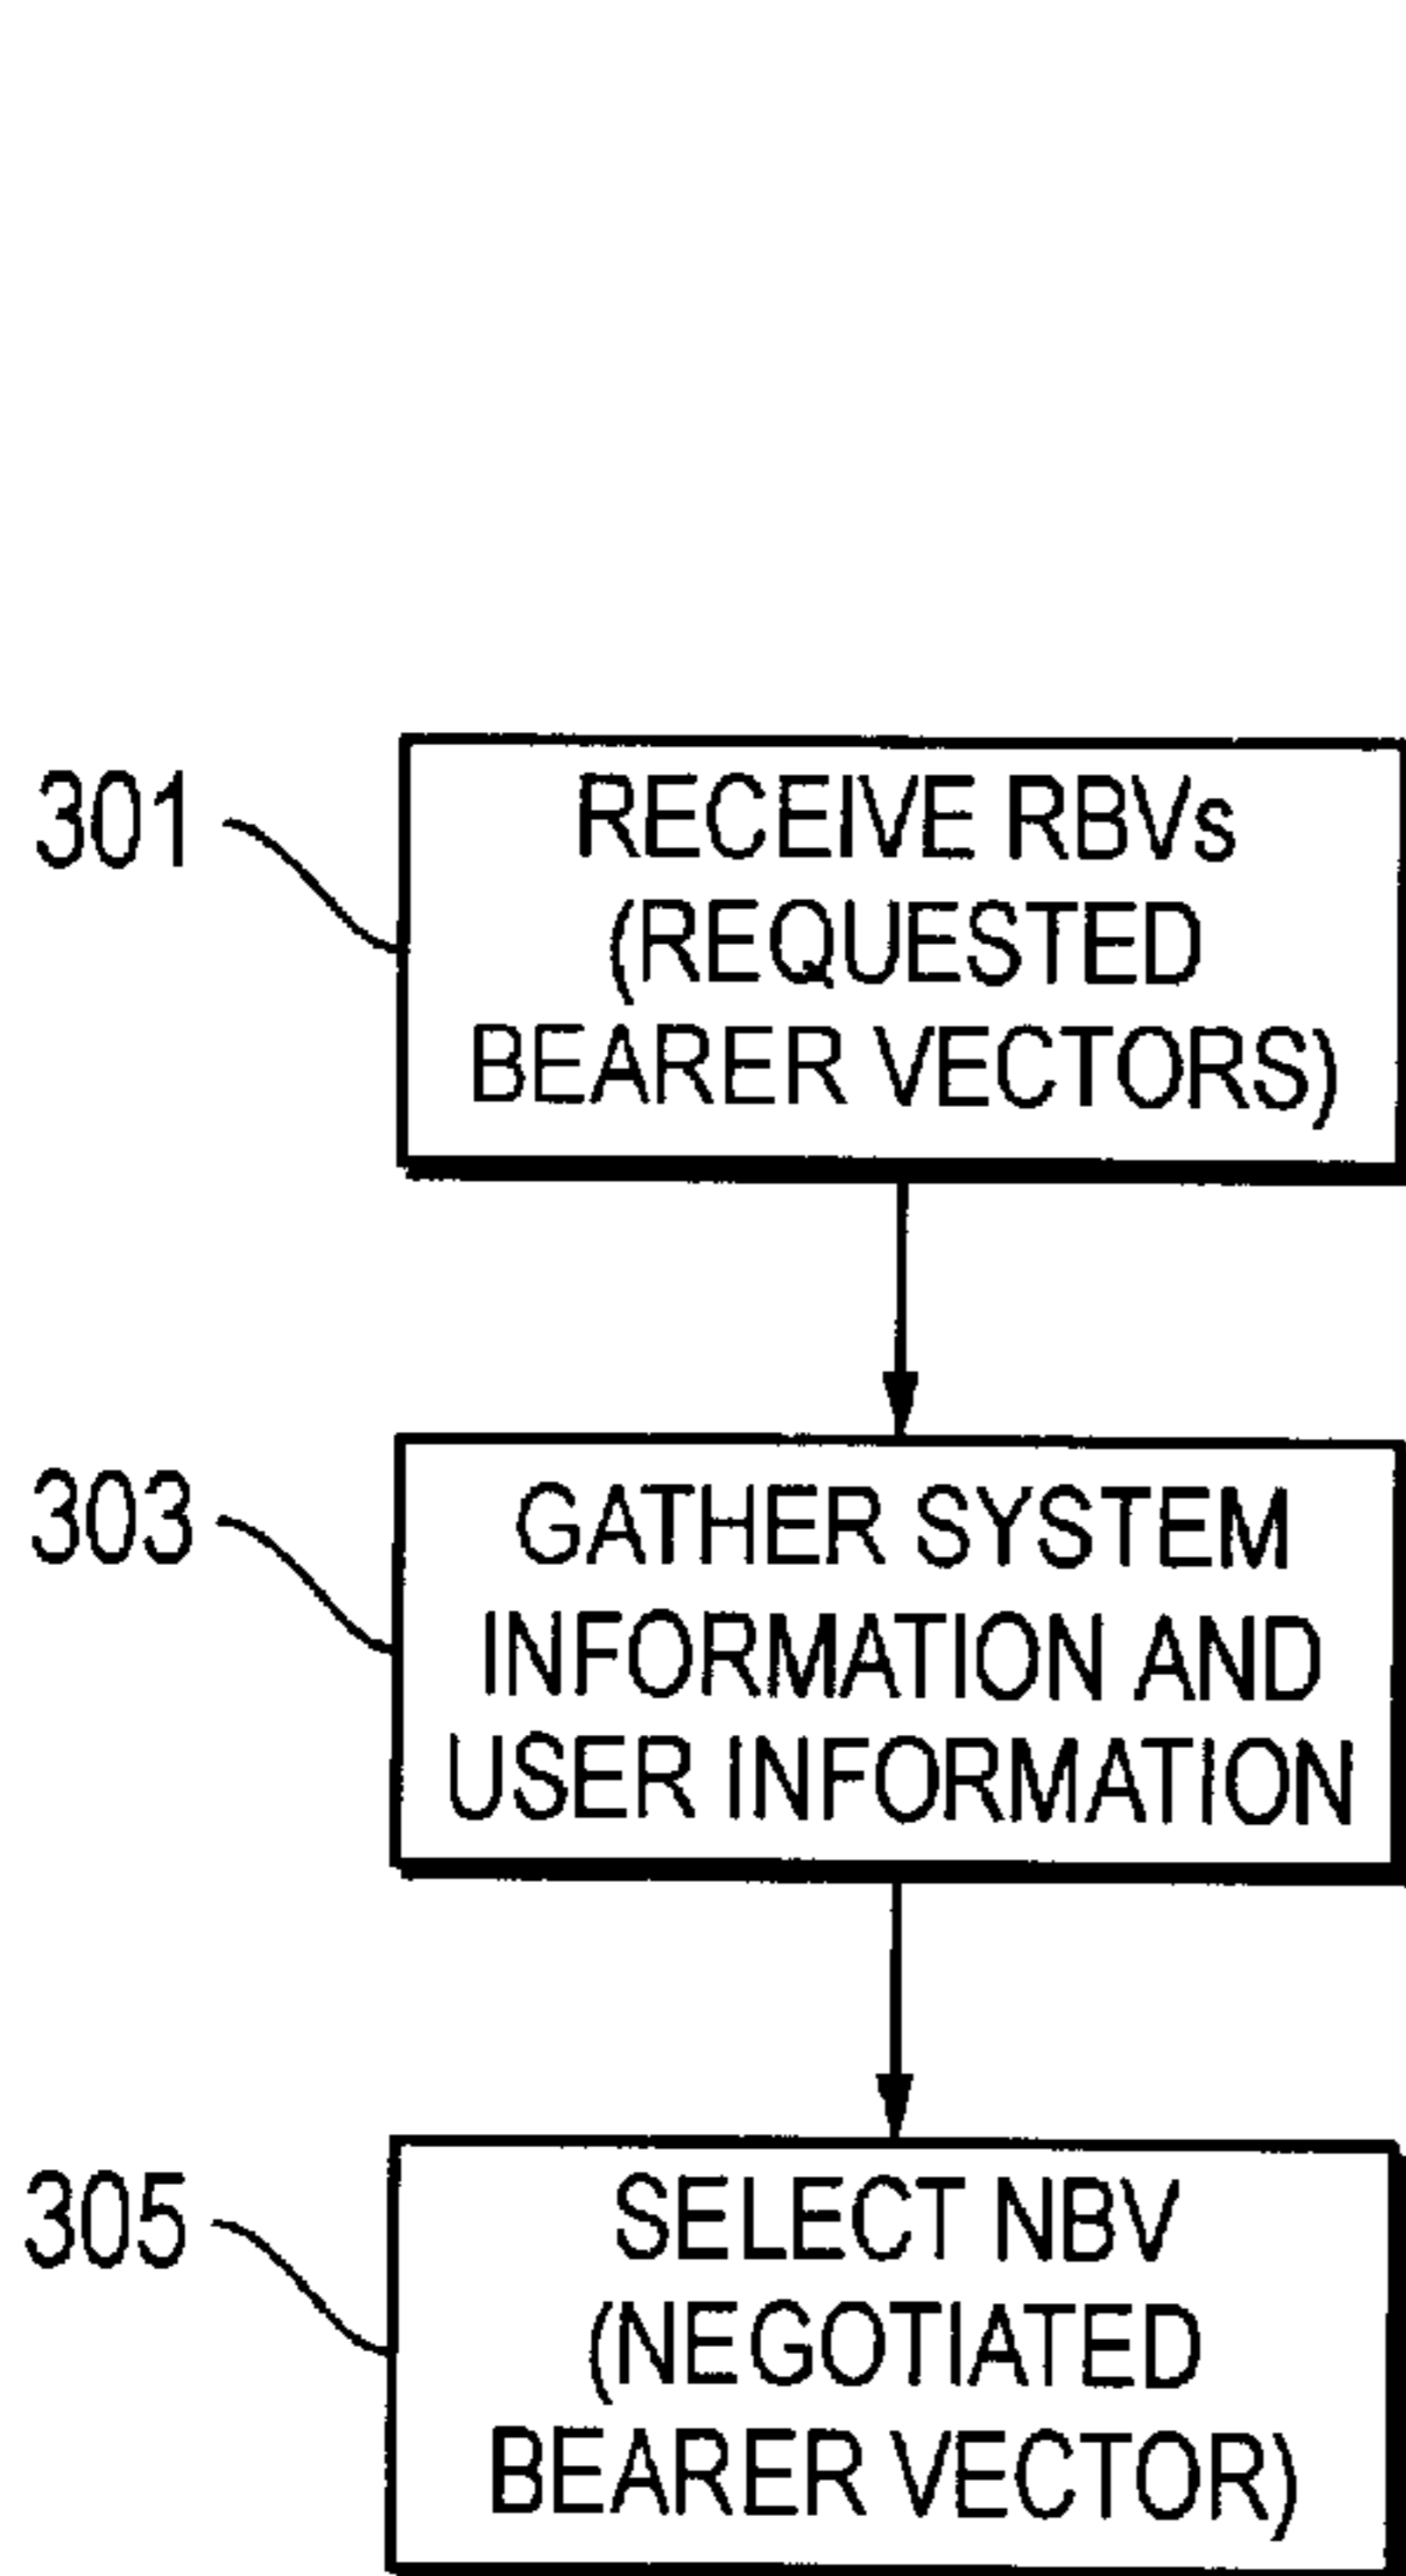 301
RECEIVE RBVs
(REQUESTED
BEARER VECTORS)
303
GATHER SYSTEM
INFORMATION AND
USER INFORMATION
305
SELECT NBV
(NEGOTIATED
BEARER VECTOR)